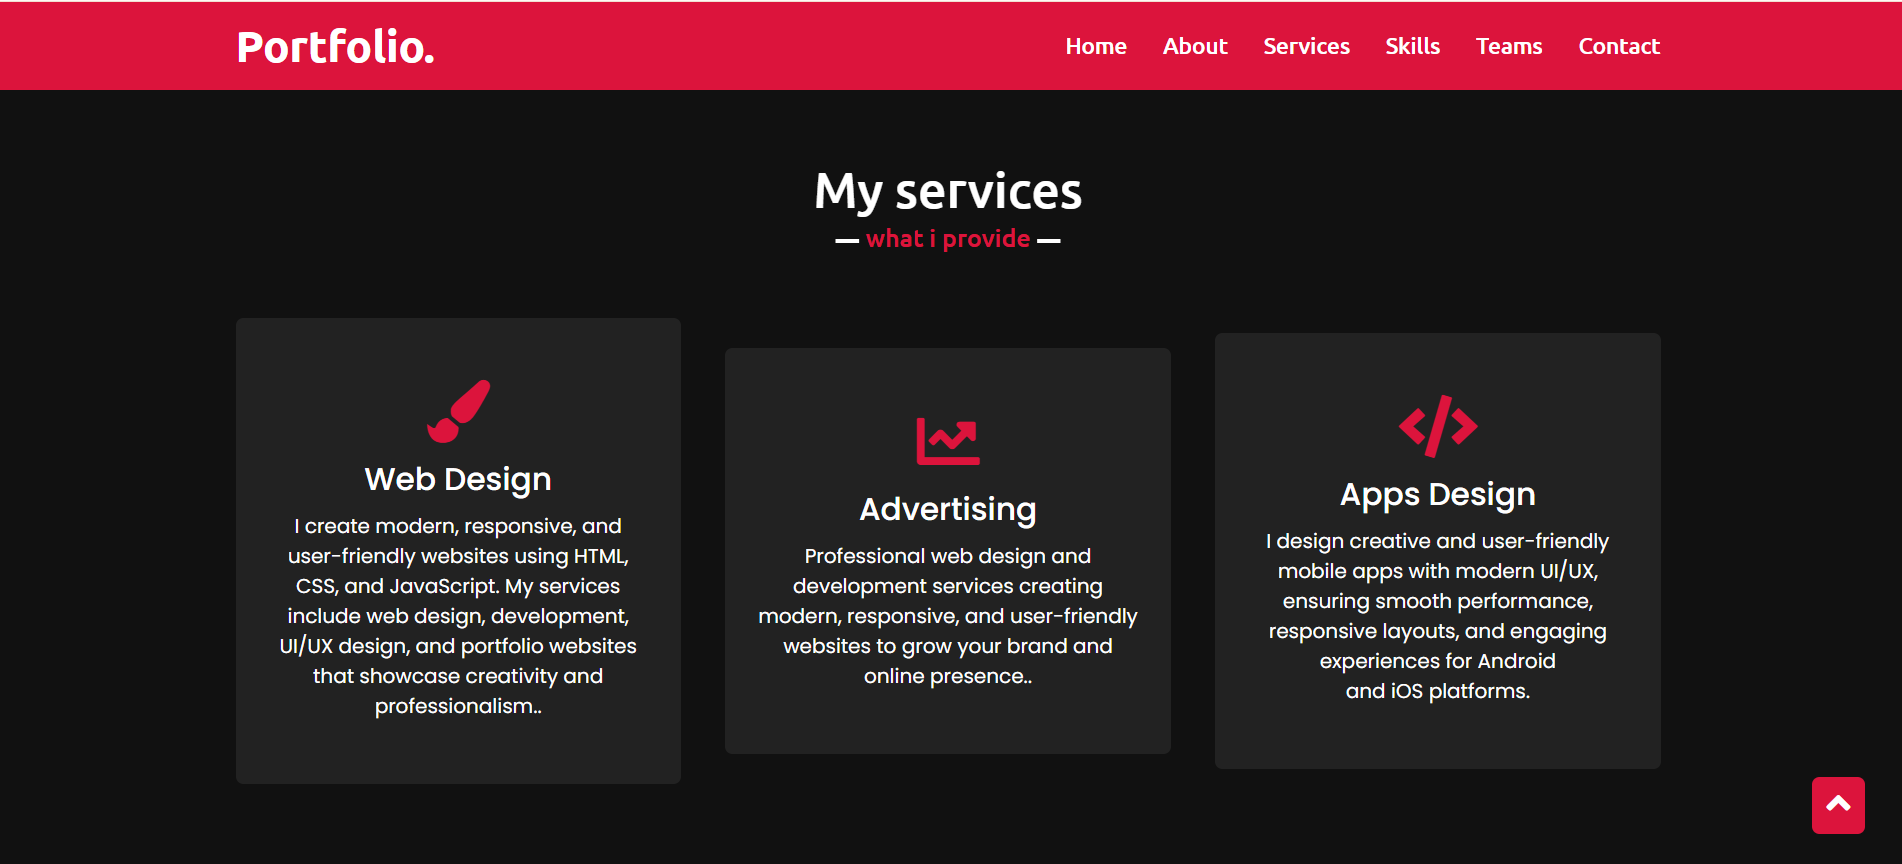 Portfolio.
Home About Services Skills Teams Contact
My services
what i provide
Web Design
I create modern, responsive, and
user-friendly websites using HTML,
CSS, and JavaScript. My services
include web design, development,
UI/UX design, and portfolio websites
that showcase creativity and
professionalism..
Advertising
Professional web design and
development services creating
modern, responsive, and user-friendly
websites to grow your brand and
online presence..
Apps Design
I design creative and user-friendly
mobile apps with modern UI/UX,
ensuring smooth performance,
responsive layouts, and engaging
experiences for Android
and iOS platforms.